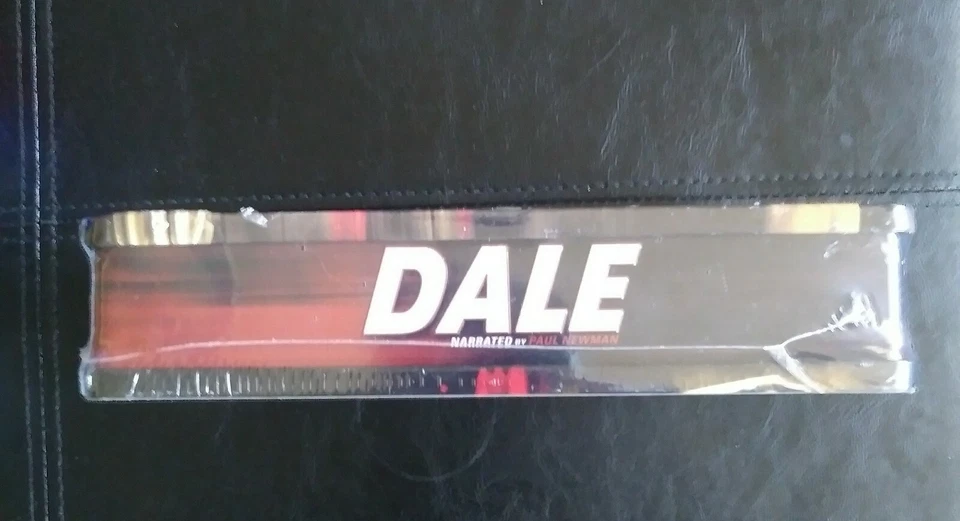 DALE
NARRATED BY PAUL NEWMAN